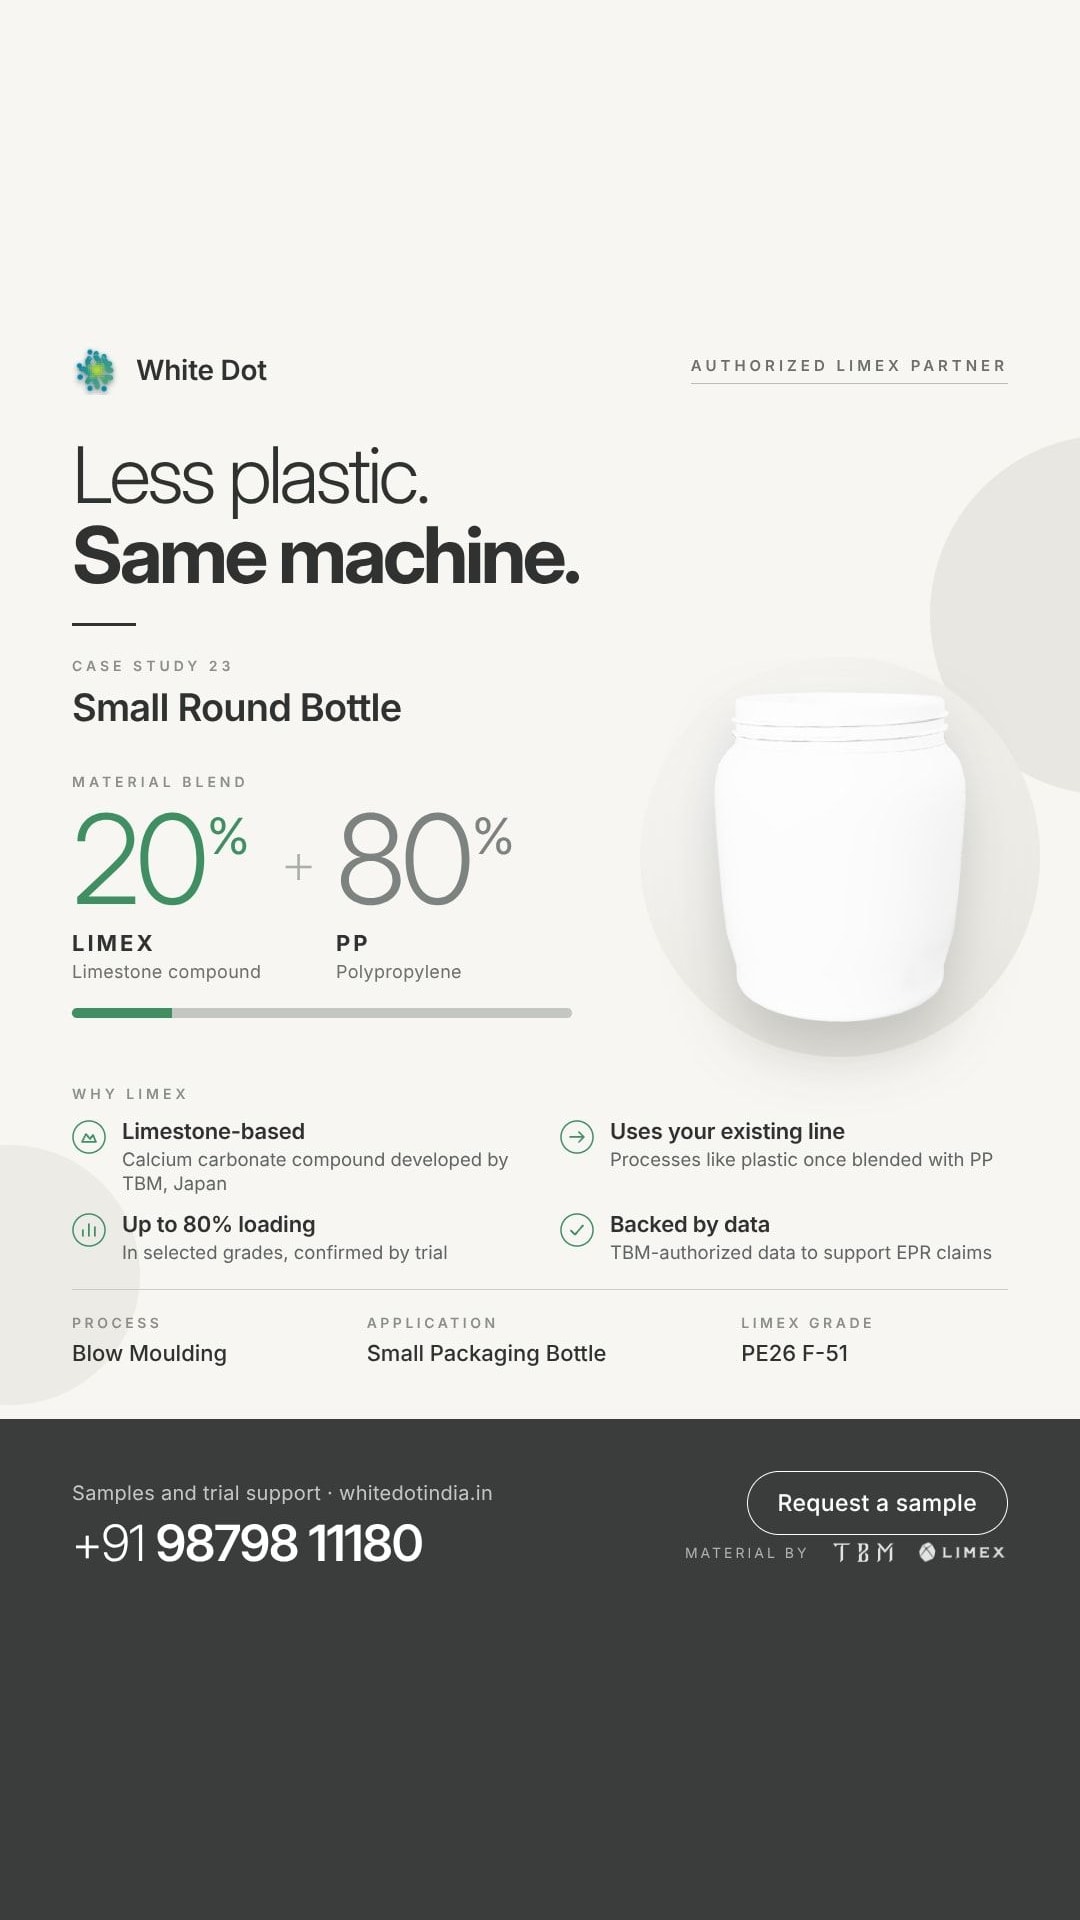 White Dot
AUTHORIZED LIMEX PARTNER
Less plastic.
Same machine.
CASE STUDY 23
Small Round Bottle
MATERIAL BLEND
20% + 80%
LIMEX PP
Limestone compound Polypropylene
WHY LIMEX
Limestone-based
Calcium carbonate compound developed by
TBM, Japan
Uses your existing line
Processes like plastic once blended with PP
Up to 80% loading
In selected grades, confirmed by trial
Backed by data
TBM-authorized data to support EPR claims
PROCESS
Blow Moulding
APPLICATION
Small Packaging Bottle
LIMEX GRADE
PE26 F-51
Samples and trial support · whitedotindia.in
+91 98798 11180
Request a sample
MATERIAL BY TBM LIMEX